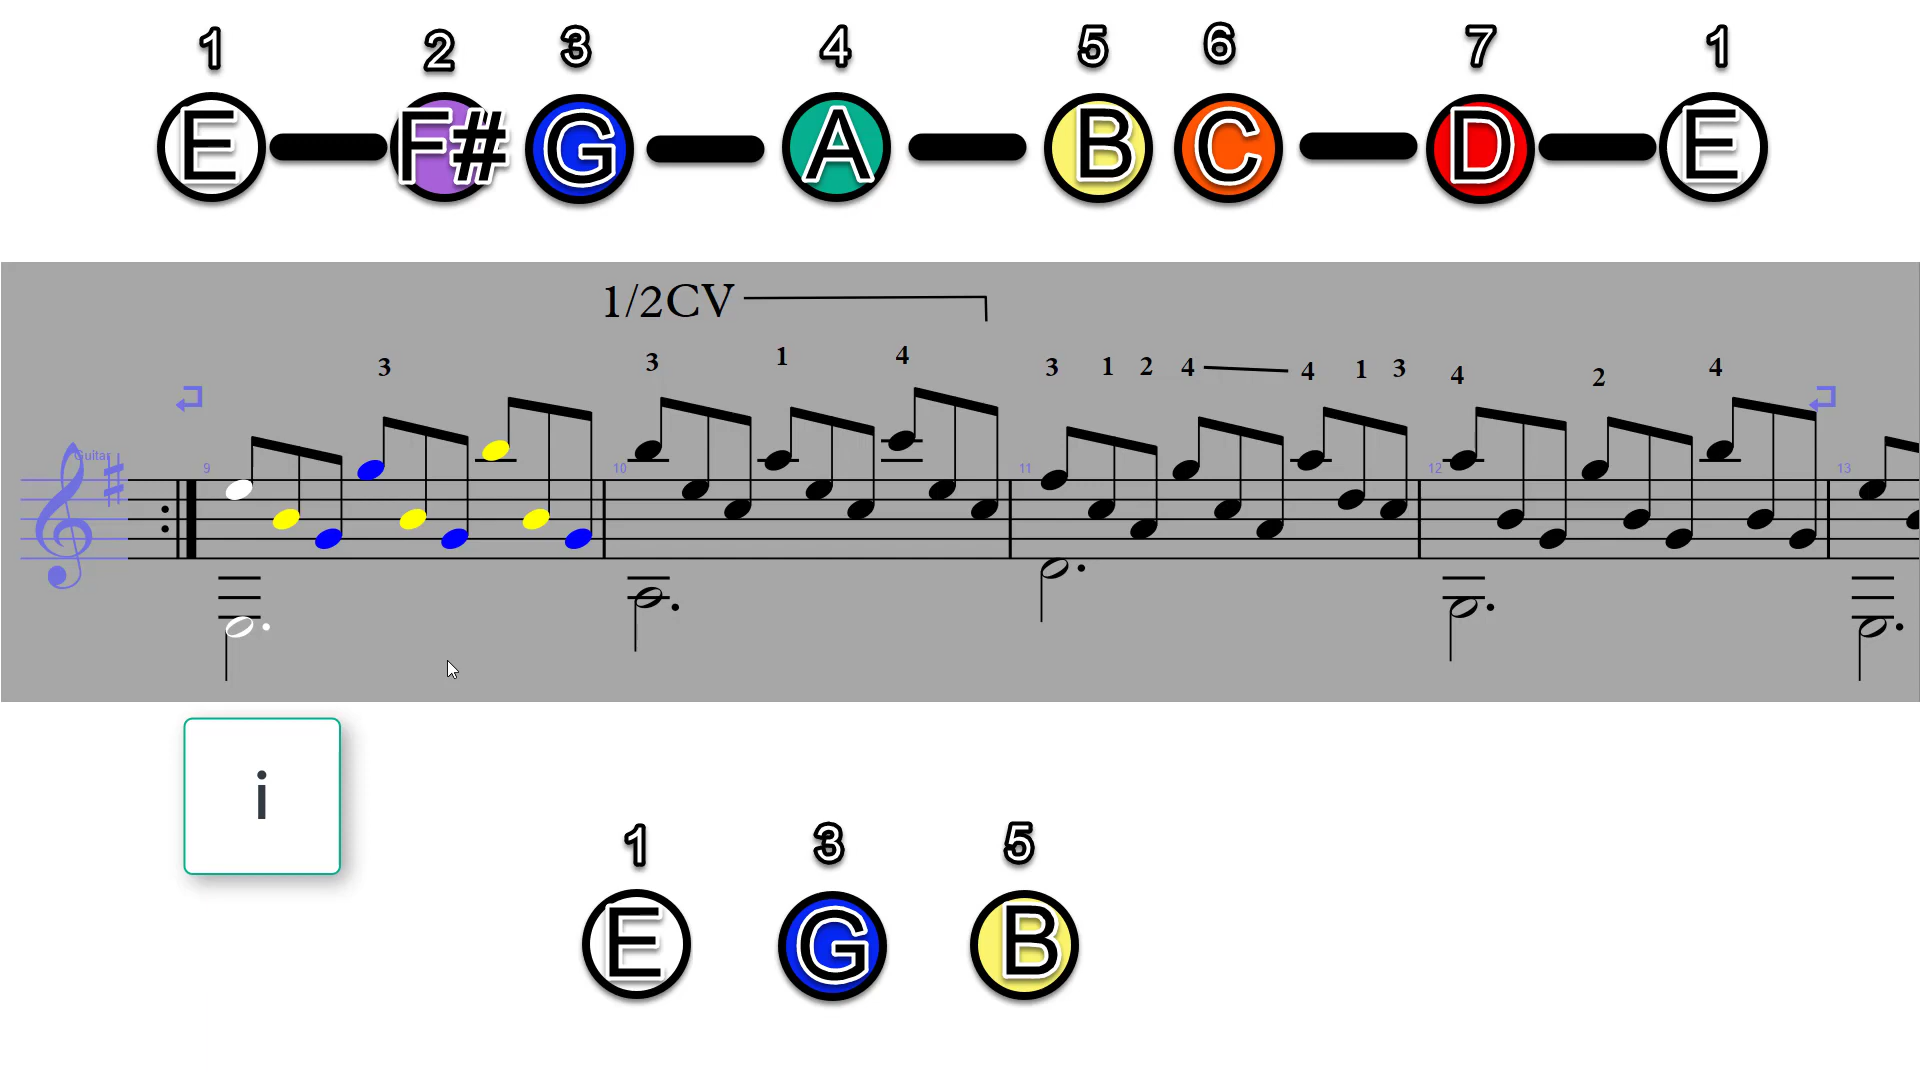 1 2 3 4 5 6 7 1
E F# G A B C D E
1/2CV
3 3 1 4 3 1 2 4 4 1 3 4 2 4
Guitar
9 10 11 12 13
i
1 3 5
E G B